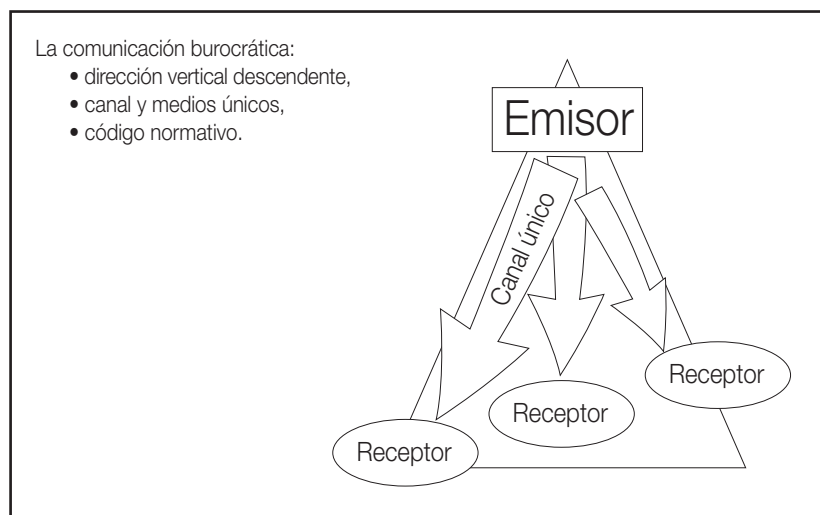 La comunicación burocrática:
• dirección vertical descendente,
• canal y medios únicos,
• código normativo.
Emisor
Canal único
Receptor
Receptor
Receptor